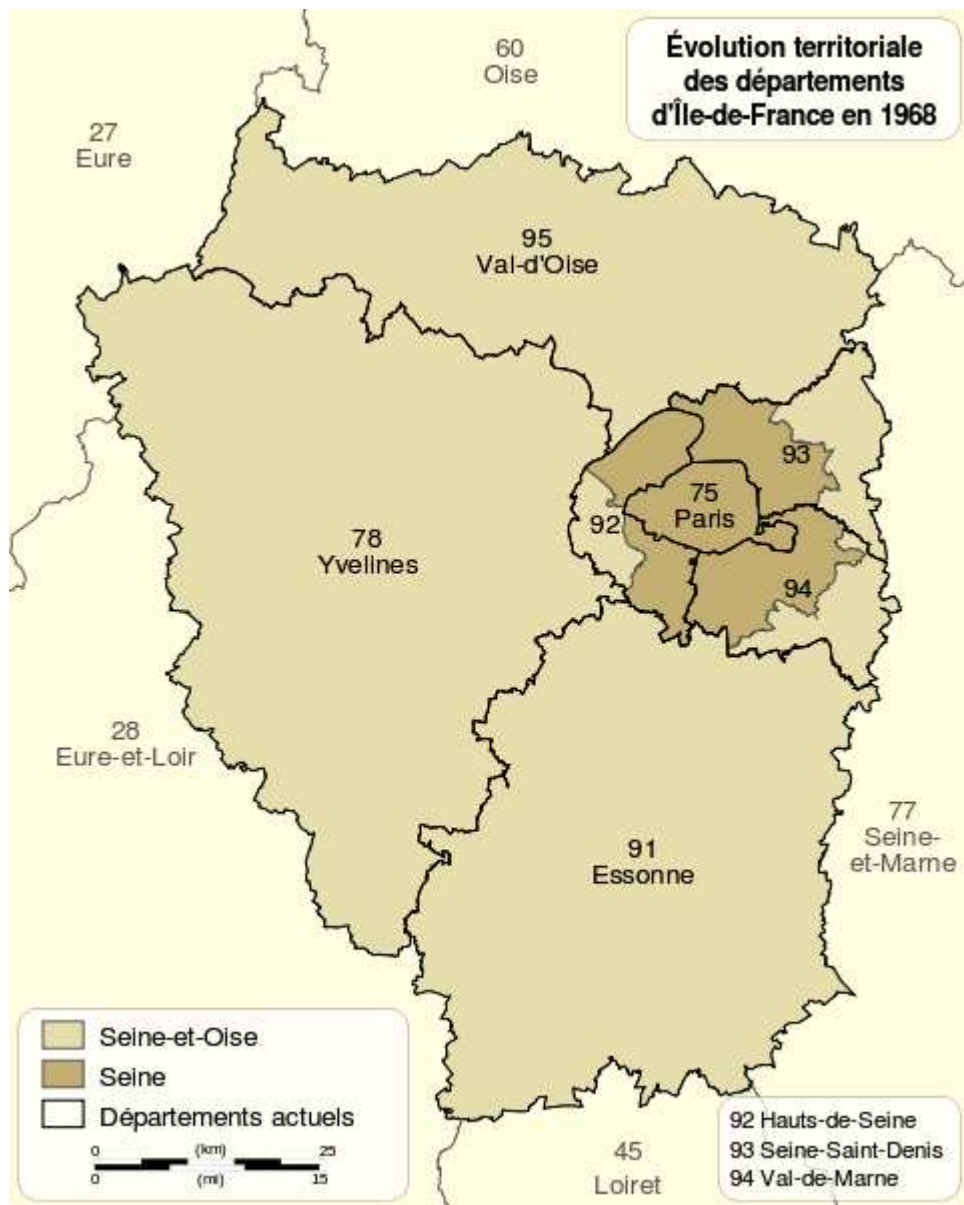 Évolution territoriale
des départements
d'Île-de-France en 1968
60
Oise
27
Eure
95
Val-d'Oise
93
75
Paris
92
78
Yvelines
94
28
Eure-et-Loir
77
Seine-
et-Marne
91
Essonne
Seine-et-Oise
Seine
Départements actuels
0 (km) 25
0 (mi) 15
45
Loiret
92 Hauts-de-Seine
93 Seine-Saint-Denis
94 Val-de-Marne